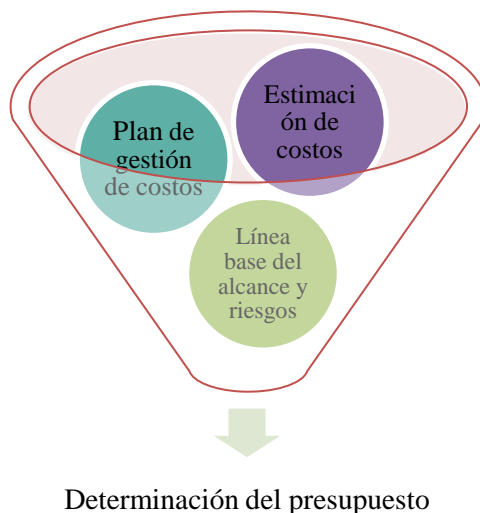 Plan de
gestión
de costos
Estimaci
ón de
costos
Línea
base del
alcance y
riesgos
Determinación del presupuesto